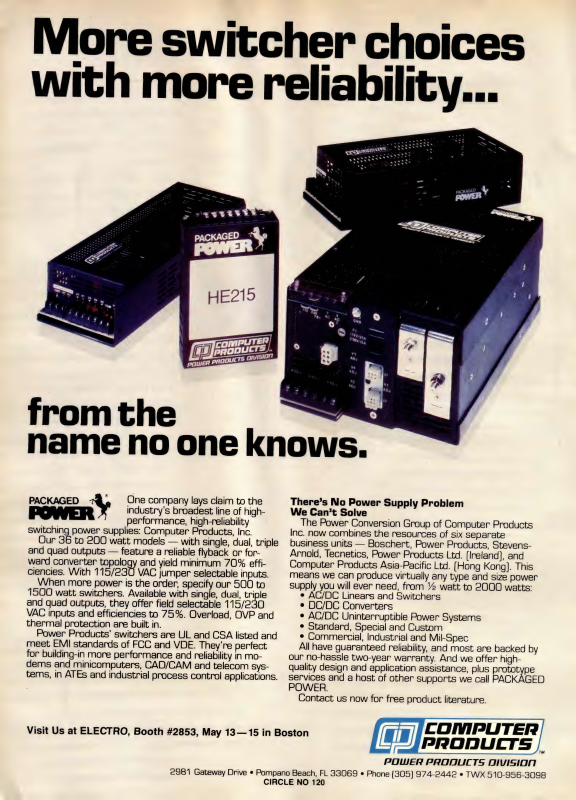 More switcher choices
with more reliability...
PACKAGED
POWER
HE215
COMPUTER
PRODUCTS
POWER PRODUCTS DIVISION
PACKAGED
POWER
COMPUTER
PRODUCTS
from the
name no one knows.
PACKAGED
POWER
One company lays claim to the
industry's broadest line of high-
performance, high-reliability
switching power supplies: Computer Products, Inc.
Our 36 to 200 watt models — with single, dual, triple
and quad outputs — feature a reliable flyback or for-
ward converter topology and yield minimum 70% effi-
ciencies. With 115/230 VAC jumper selectable inputs.
When more power is the order, specify our 500 to
1500 watt switchers. Available with single, dual, triple
and quad outputs, they offer field selectable 115/230
VAC inputs and efficiencies to 75%. Overload, OVP and
thermal protection are built in.
Power Products' switchers are UL and CSA listed and
meet EMI standards of FCC and VDE. They're perfect
for building-in more performance and reliability in mo-
dems and minicomputers, CAD/CAM and telecom sys-
tems, in ATEs and industrial process control applications.
There's No Power Supply Problem
We Can't Solve
The Power Conversion Group of Computer Products
Inc. now combines the resources of six separate
business units — Boschert, Power Products, Stevens-
Arnold, Tecnetics, Power Products Ltd. (Ireland), and
Computer Products Asia-Pacific Ltd. (Hong Kong). This
means we can produce virtually any type and size power
supply you will ever need, from ½ watt to 2000 watts:
• AC/DC Linears and Switchers
• DC/DC Converters
• AC/DC Uninterruptible Power Systems
• Standard, Special and Custom
• Commercial, Industrial and Mil-Spec
All have guaranteed reliability, and most are backed by
our no-hassle two-year warranty. And we offer high-
quality design and application assistance, plus prototype
services and a host of other supports we call PACKAGED
POWER.
Contact us now for free product literature.
Visit Us at ELECTRO, Booth #2853, May 13—15 in Boston
COMPUTER
PRODUCTS™
POWER PRODUCTS DIVISION
2981 Gateway Drive • Pompano Beach, FL 33069 • Phone (305) 974-2442 • TWX 510-956-3098
CIRCLE NO 120